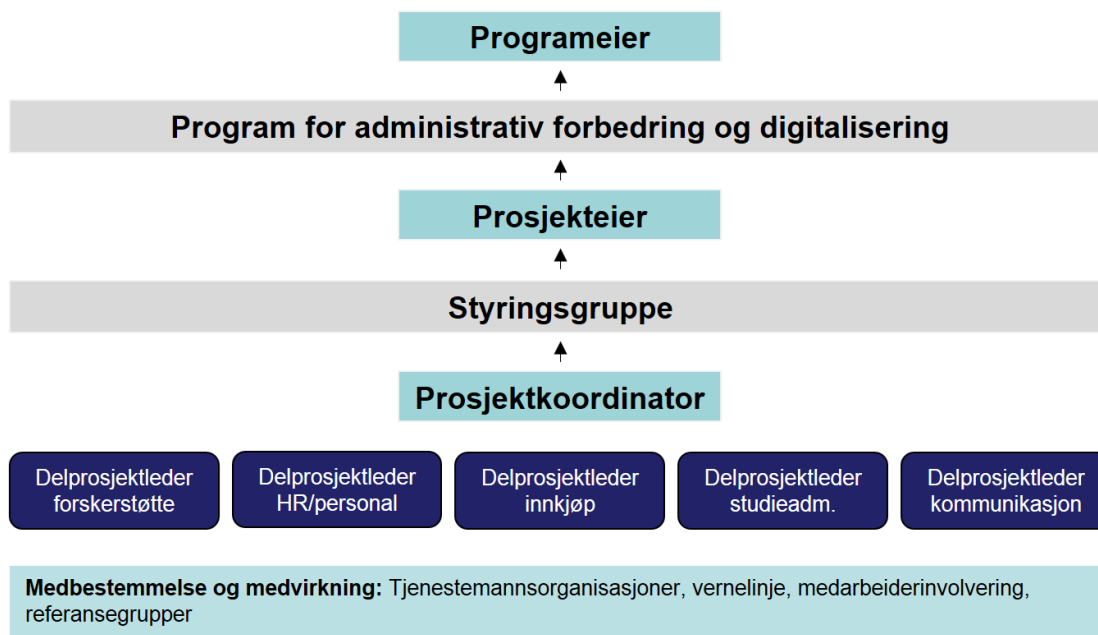 Programeier
Program for administrativ forbedring og digitalisering
Prosjekteier
Styringsgruppe
Prosjektkoordinator
Delprosjektleder
forskerstøtte
Delprosjektleder
HR/personal
Delprosjektleder
innkjøp
Delprosjektleder
studieadm.
Delprosjektleder
kommunikasjon
Medbestemmelse og medvirkning: Tjenestemannsorganisasjoner, vernelinje, medarbeiderinvolvering,
referansegrupper